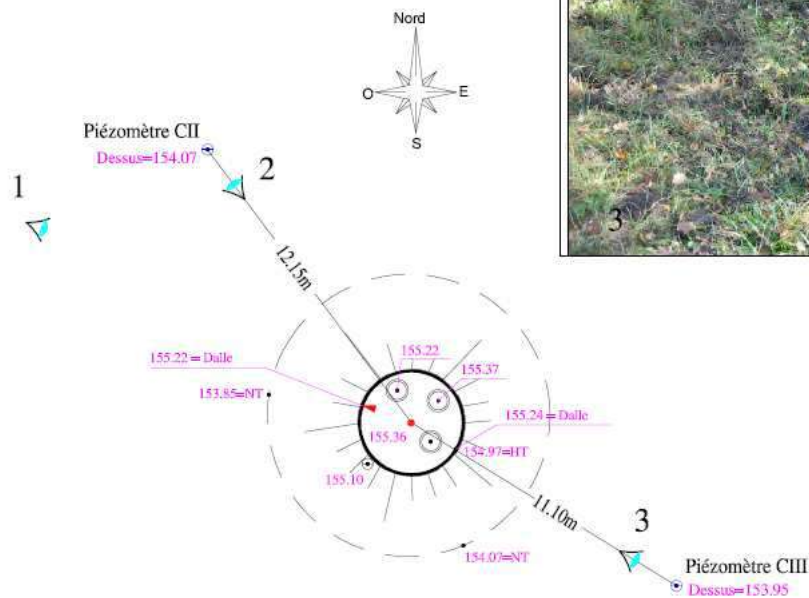 Nord
O
E
S
Piézomètre CII
Dessus=154.07
1
2
3
12.15m
155.22 = Dalle
155.22
155.37
153.85=NT
155.24 = Dalle
155.36
154.97=HT
155.10
11.10m
3
154.07=NT
Piézomètre CIII
Dessus=153.95